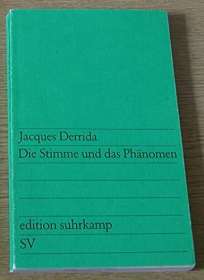 Jacques Derrida
Die Stimme und das Phänomen
edition suhrkamp
SV